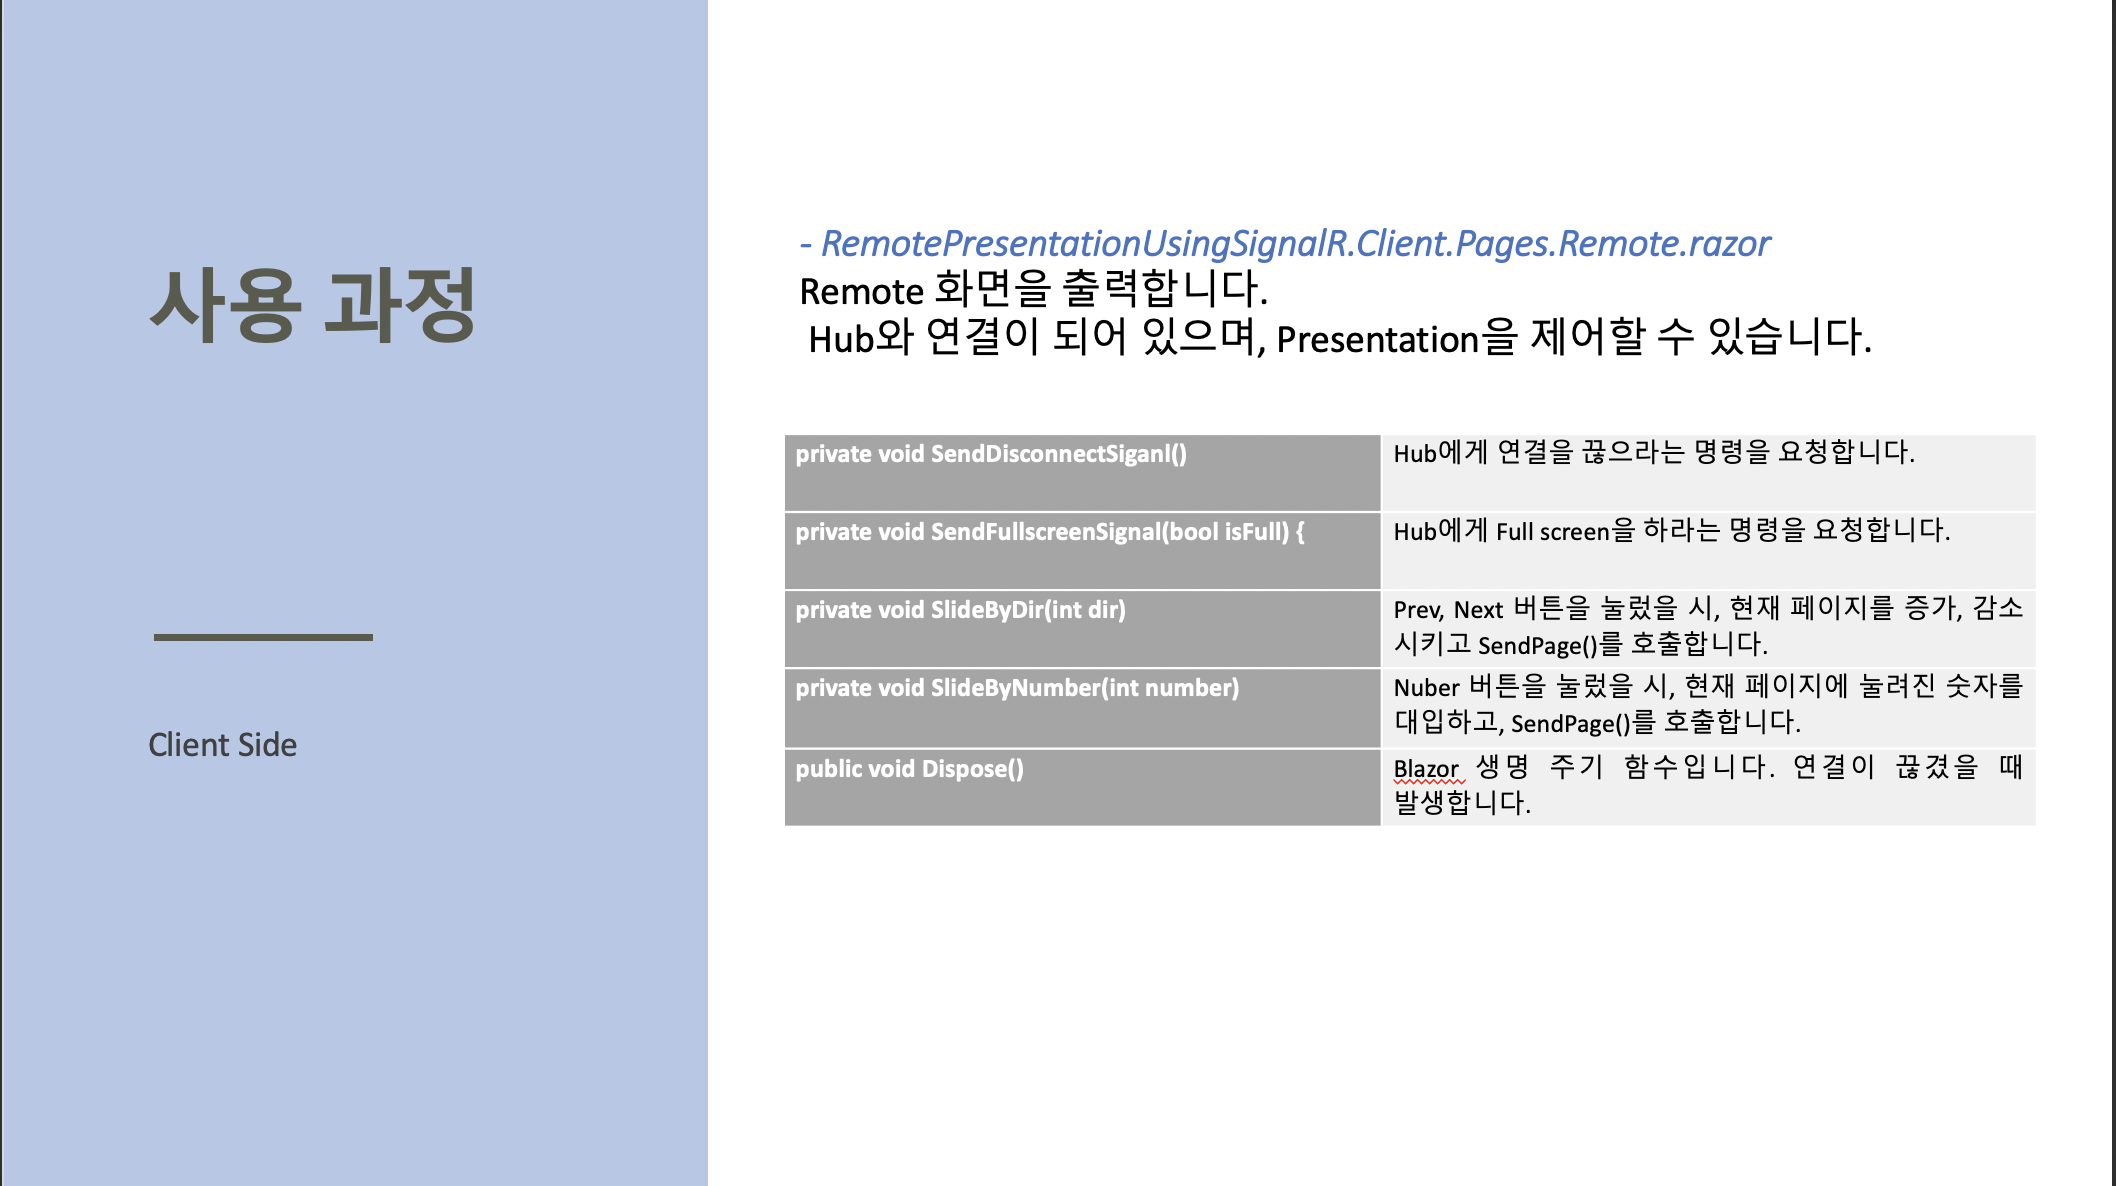 사용 과정
Client Side
- RemotePresentationUsingSignalR.Client.Pages.Remote.razor
Remote 화면을 출력합니다.
Hub와 연결이 되어 있으며, Presentation을 제어할 수 있습니다.
private void SendDisconnectSiganl()
Hub에게 연결을 끊으라는 명령을 요청합니다.
private void SendFullscreenSignal(bool isFull) {
Hub에게 Full screen을 하라는 명령을 요청합니다.
private void SlideByDir(int dir)
Prev, Next 버튼을 눌렀을 시, 현재 페이지를 증가, 감소
시키고 SendPage()를 호출합니다.
private void SlideByNumber(int number)
Nuber 버튼을 눌렀을 시, 현재 페이지에 눌려진 숫자를
대입하고, SendPage()를 호출합니다.
public void Dispose()
Blazor 생명 주기 함수입니다. 연결이 끊겼을 때
발생합니다.